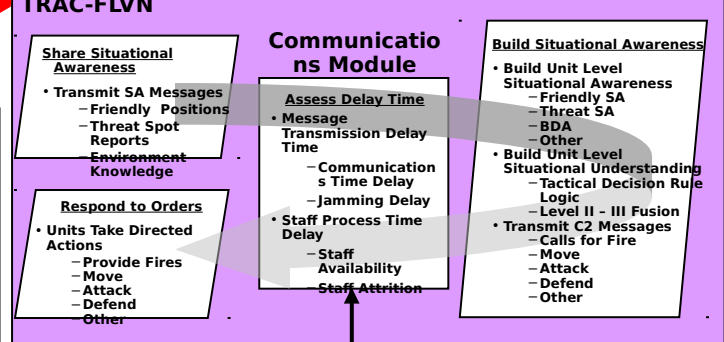 TRAC-FLVN
Share Situational
Awareness
• Transmit SA Messages
–Friendly Positions
–Threat Spot
Reports
–Environment
Knowledge
Respond to Orders
• Units Take Directed
Actions
–Provide Fires
–Move
–Attack
–Defend
–Other
Communicatio
ns Module
Assess Delay Time
• Message
Transmission Delay
Time
–Communication
s Time Delay
–Jamming Delay
• Staff Process Time
Delay
–Staff
Availability
–Staff Attrition
Build Situational Awareness
• Build Unit Level
Situational Awareness
–Friendly SA
–Threat SA
–BDA
–Other
• Build Unit Level
Situational Understanding
–Tactical Decision Rule
Logic
–Level II – III Fusion
• Transmit C2 Messages
–Calls for Fire
–Move
–Attack
–Defend
–Other